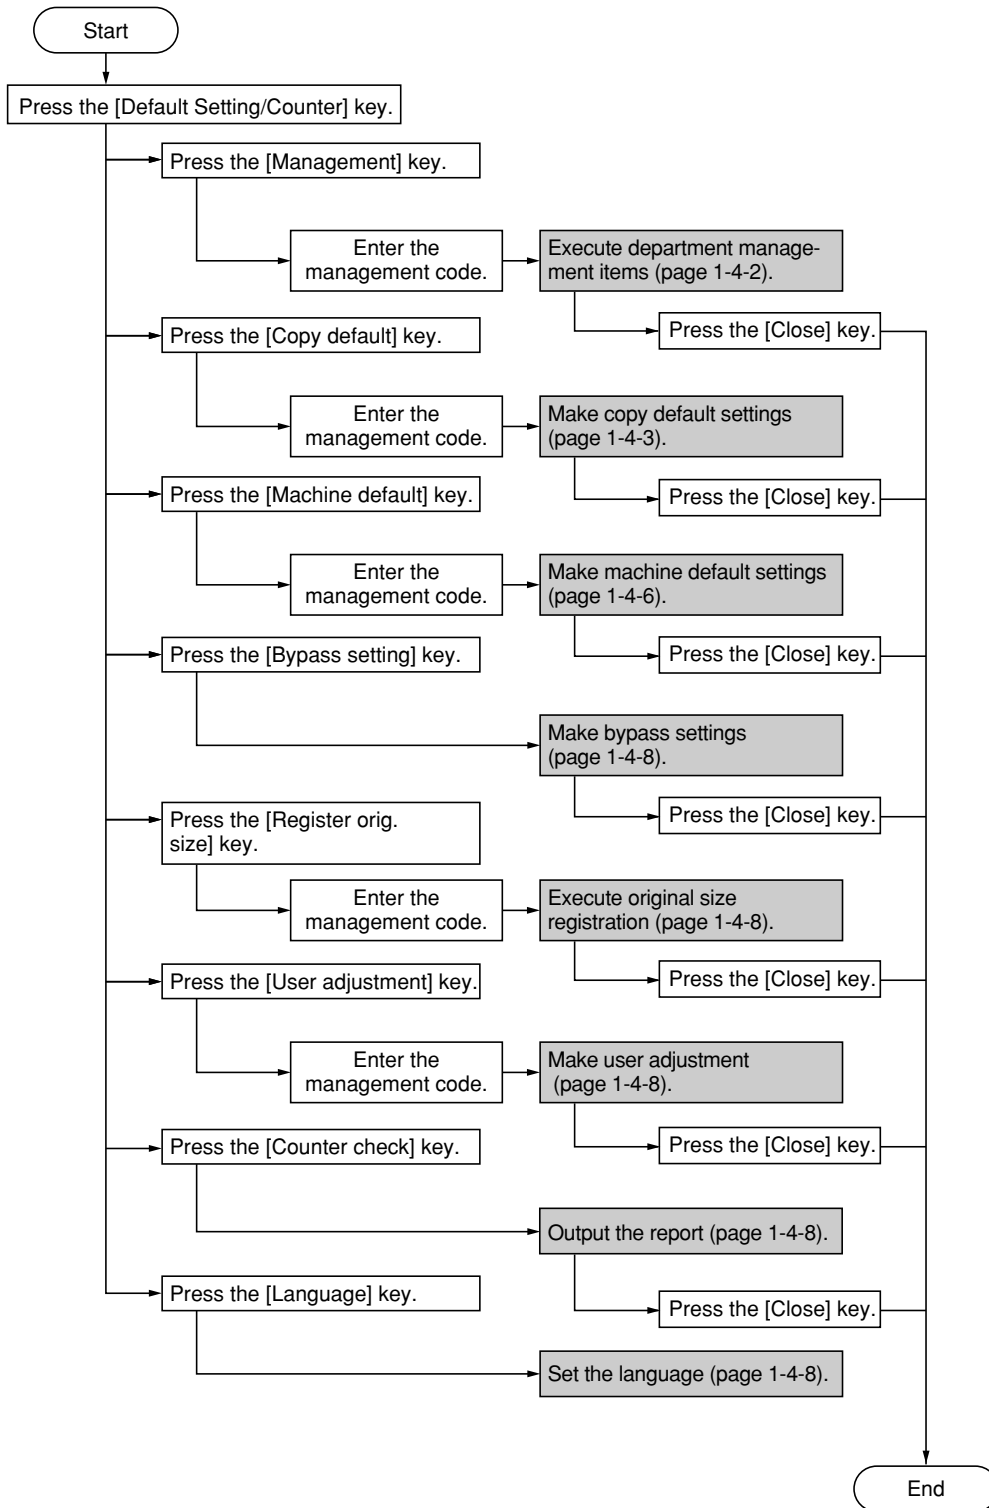 Start
Press the [Default Setting/Counter] key.
Press the [Management] key.
Enter the
management code.
Execute department manage-
ment items (page 1-4-2).
Press the [Close] key.
Press the [Copy default] key.
Enter the
management code.
Make copy default settings
(page 1-4-3).
Press the [Close] key.
Press the [Machine default] key.
Enter the
management code.
Make machine default settings
(page 1-4-6).
Press the [Close] key.
Press the [Bypass setting] key.
Make bypass settings
(page 1-4-8).
Press the [Close] key.
Press the [Register orig.
size] key.
Enter the
management code.
Execute original size
registration (page 1-4-8).
Press the [Close] key.
Press the [User adjustment] key.
Enter the
management code.
Make user adjustment
(page 1-4-8).
Press the [Close] key.
Press the [Counter check] key.
Output the report (page 1-4-8).
Press the [Close] key.
Press the [Language] key.
Set the language (page 1-4-8).
End